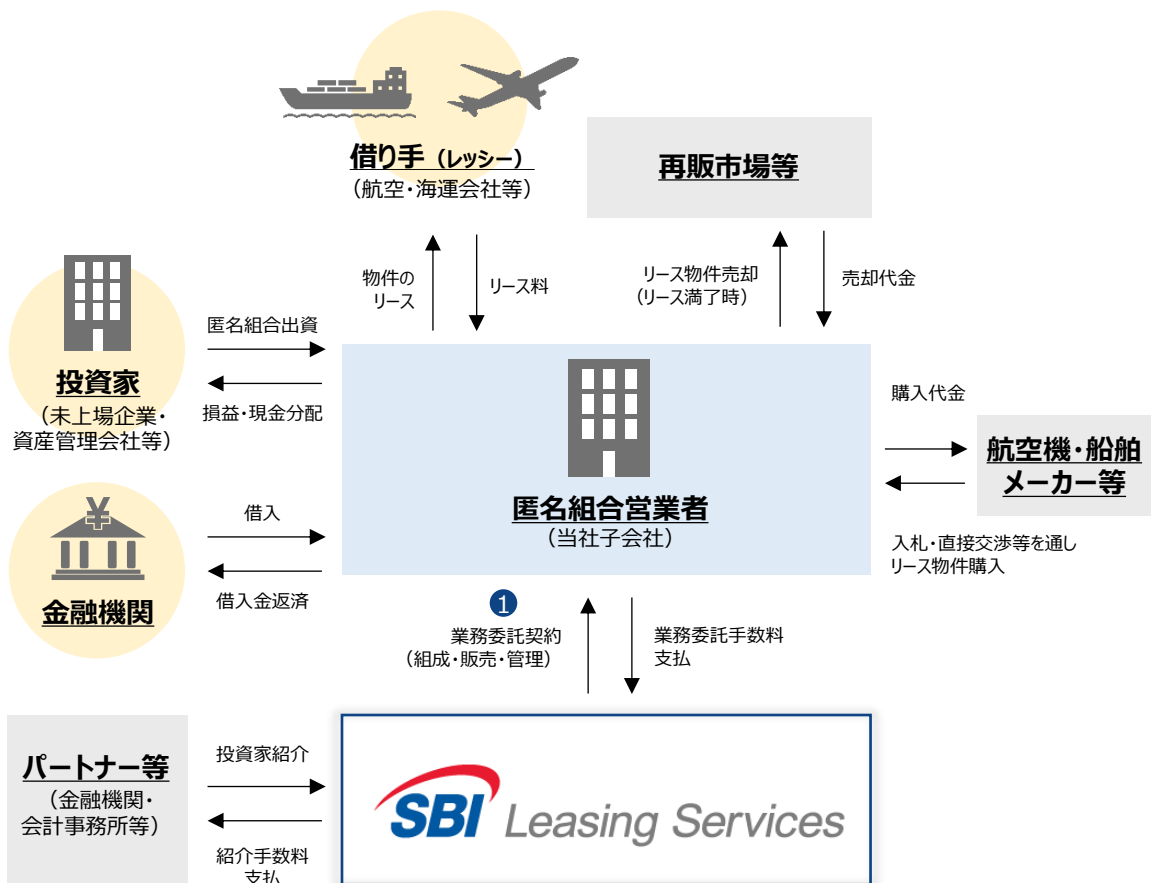 借り手（レッシー）
（航空・海運会社等）
再販市場等
物件の
リース
リース料
リース物件売却
（リース満了時）
売却代金
投資家
（未上場企業・
資産管理会社等）
匿名組合出資
損益・現金分配
匿名組合営業者
（当社子会社）
購入代金
航空機・船舶
メーカー等
入札・直接交渉等を通し
リース物件購入
¥
金融機関
借入
借入金返済
1
業務委託契約
（組成・販売・管理）
業務委託手数料
支払
パートナー等
（金融機関・
会計事務所等）
投資家紹介
紹介手数料
支払
SBI Leasing Services